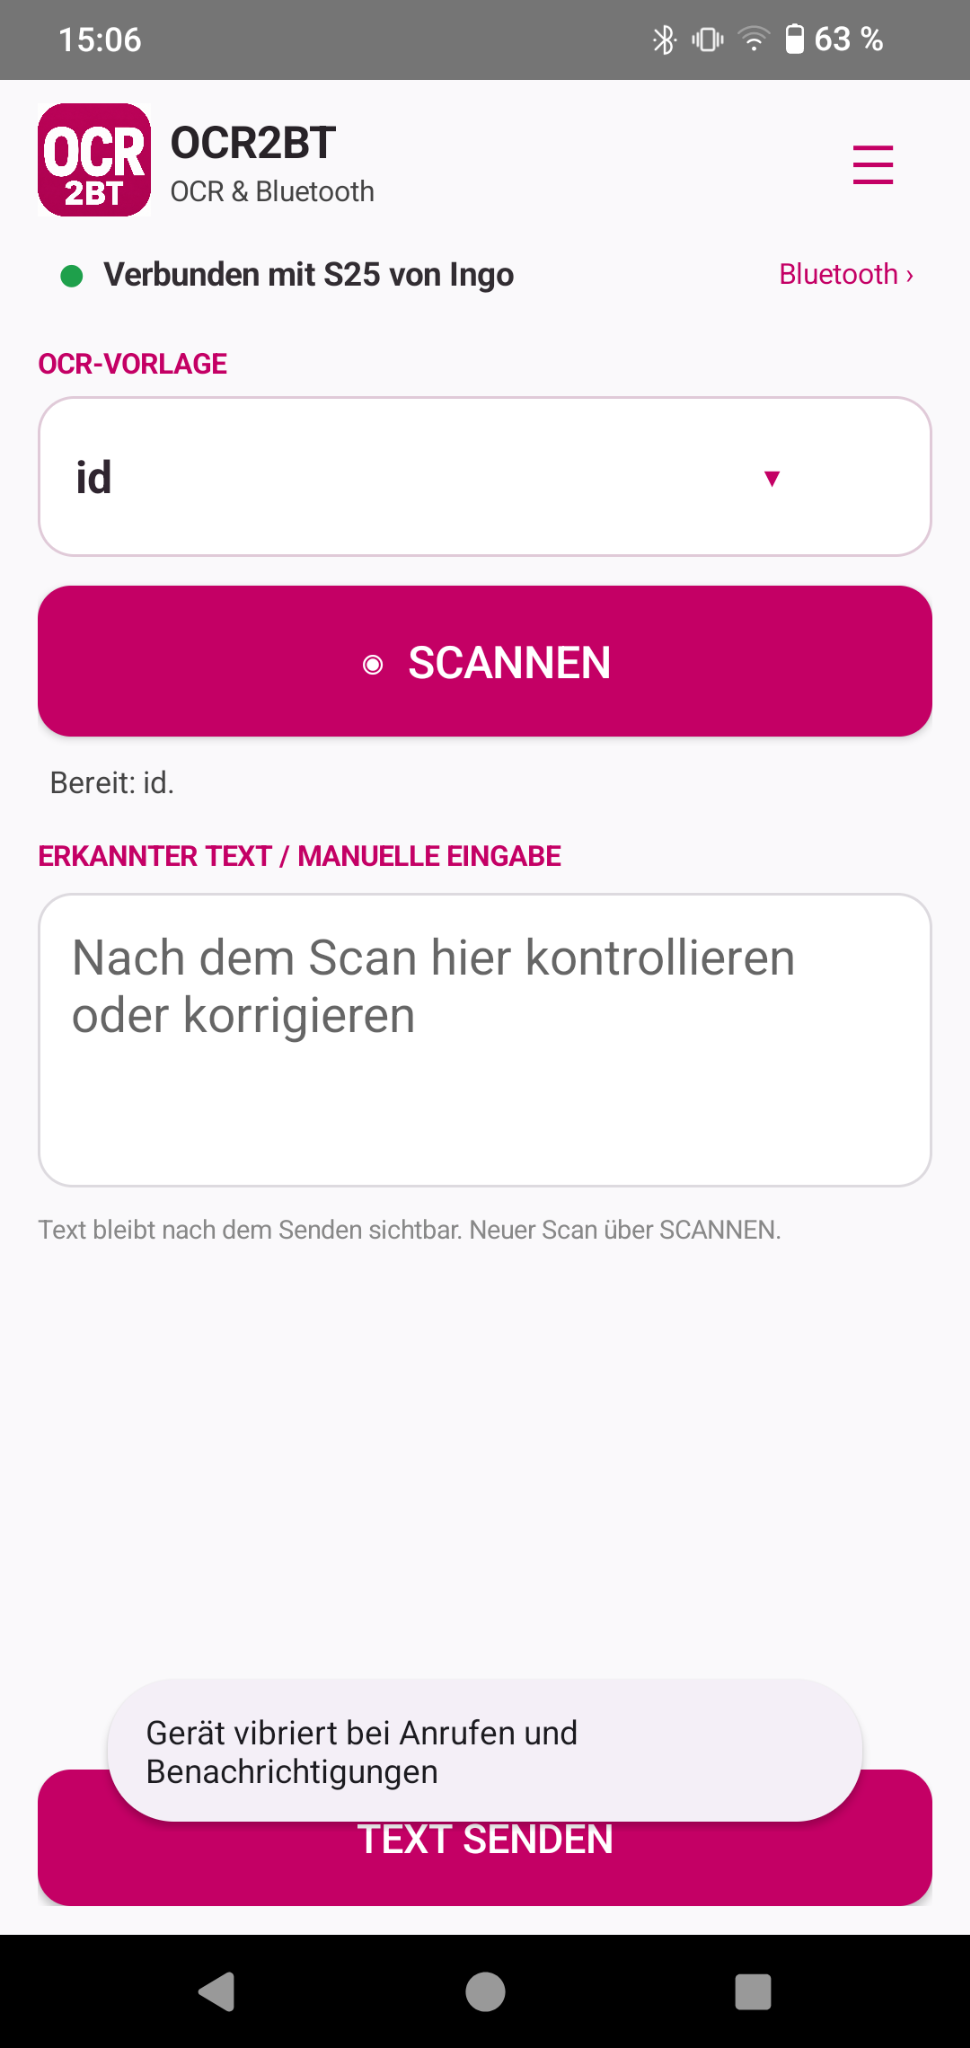 15:06
63 %
OCR
2BT
OCR2BT
OCR & Bluetooth
Verbunden mit S25 von Ingo
Bluetooth ›
OCR-VORLAGE
id
SCANNEN
Bereit: id.
ERKANNTER TEXT / MANUELLE EINGABE
Nach dem Scan hier kontrollieren
oder korrigieren
Text bleibt nach dem Senden sichtbar. Neuer Scan über SCANNEN.
Gerät vibriert bei Anrufen und
Benachrichtigungen
TEXT SENDEN